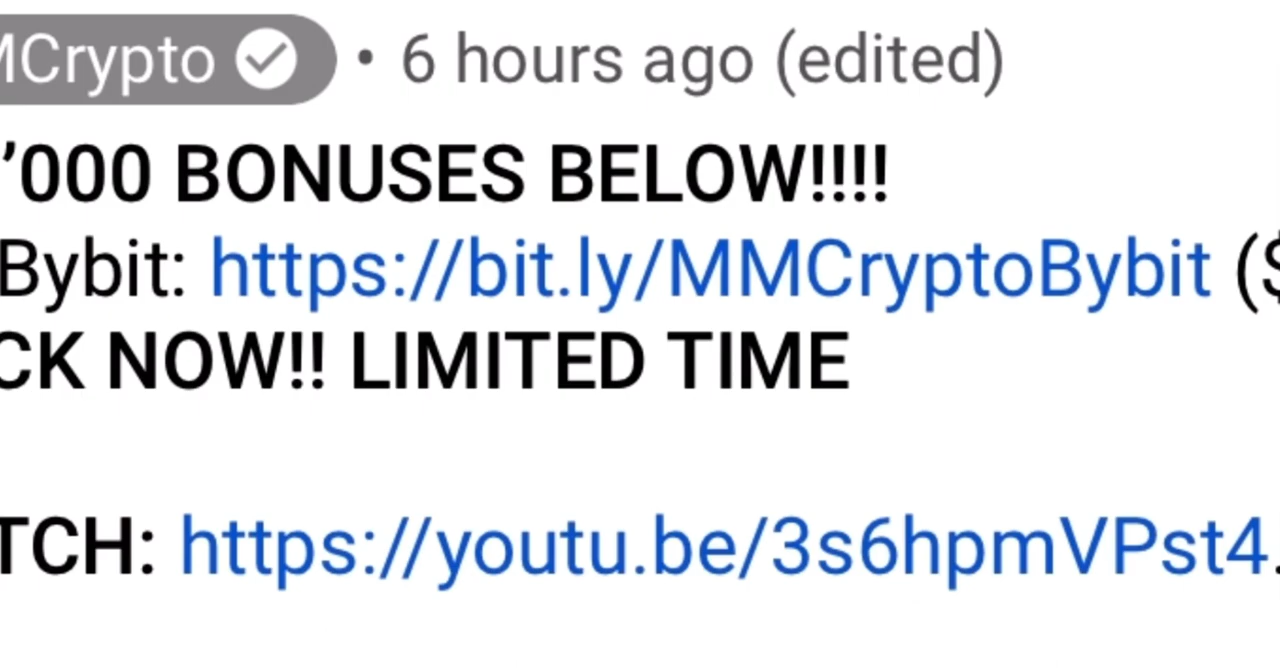 MCrypto • 6 hours ago (edited)
’000 BONUSES BELOW!!!!
Bybit: https://bit.ly/MMCryptoBybit ($
CK NOW!! LIMITED TIME
TCH: https://youtu.be/3s6hpmVPst4.